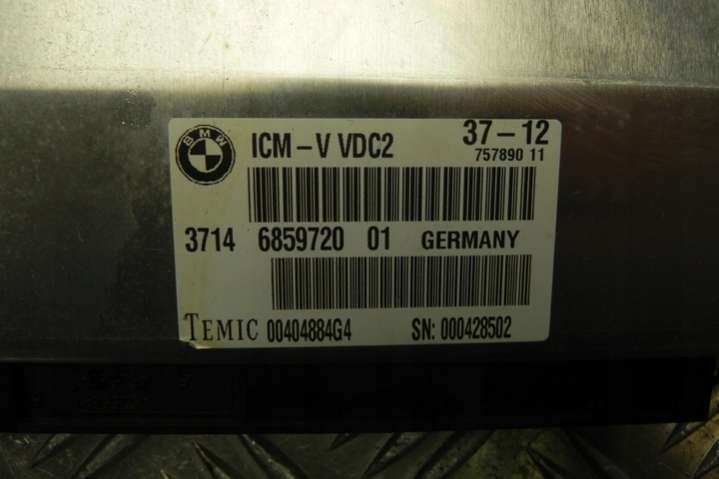 BMW
ICM-V VDC2 37-12
757890 11
3714 6859720 01 GERMANY
TEMIC 00404884G4 SN: 000428502